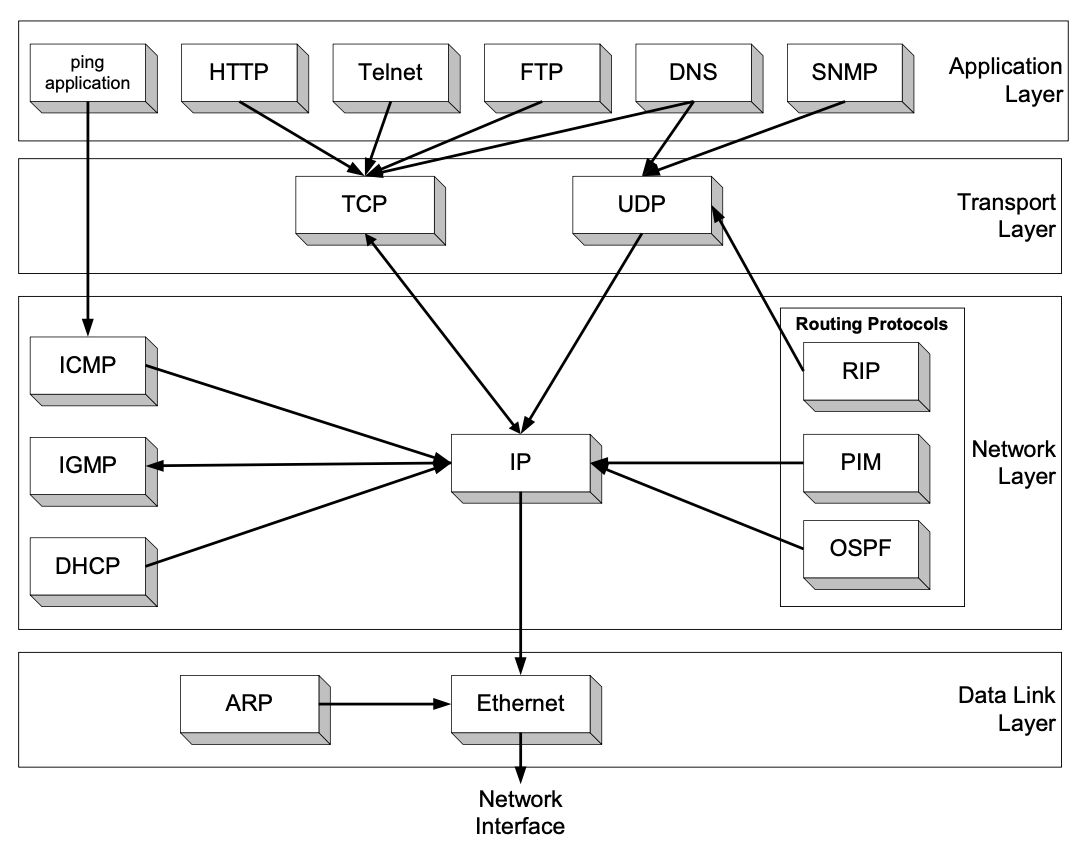 ping
application
HTTP
Telnet
FTP
DNS
SNMP
Application
Layer
TCP
UDP
Transport
Layer
Routing Protocols
ICMP
RIP
IGMP
IP
PIM
Network
Layer
DHCP
OSPF
ARP
Ethernet
Data Link
Layer
Network
Interface